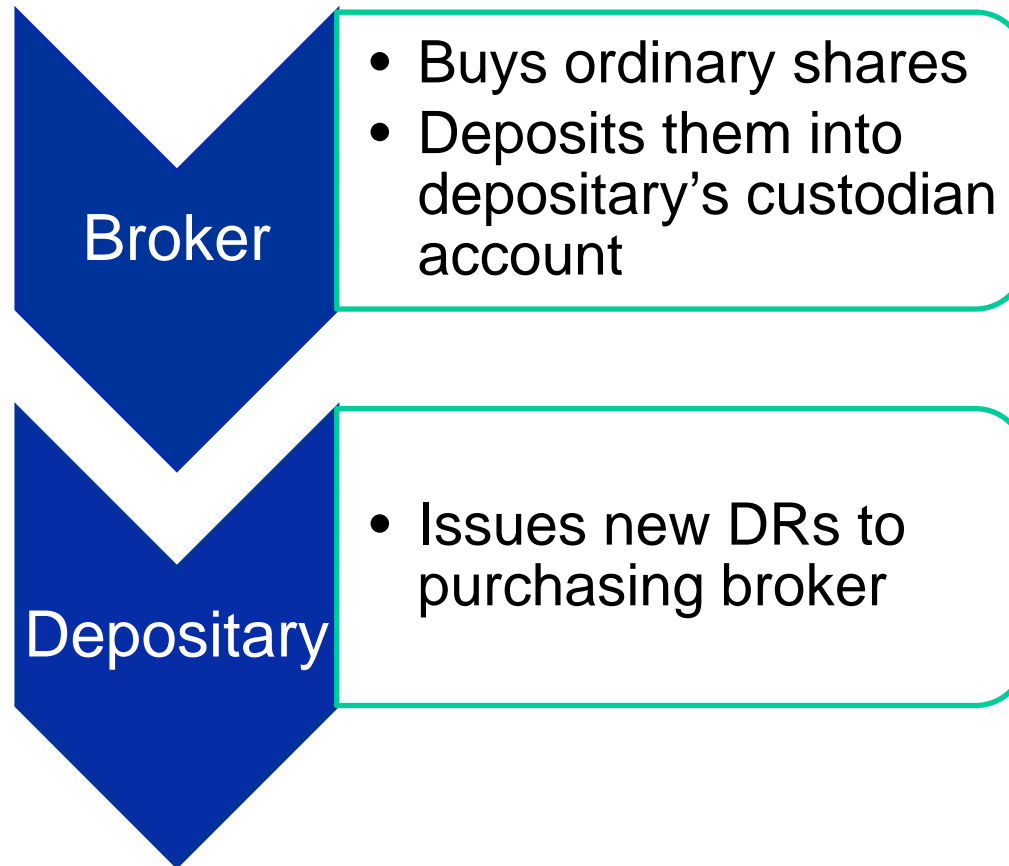 Broker
• Buys ordinary shares
• Deposits them into
depositary’s custodian
account
Depositary
• Issues new DRs to
purchasing broker